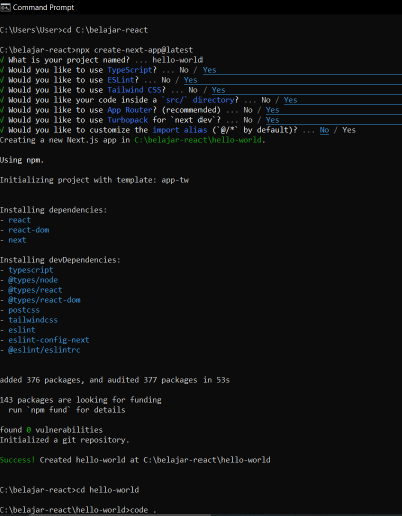 Command Prompt
C:\Users\User>cd C:\belajar-react
C:\belajar-react>npx create-next-app@latest
√ What is your project named? ... hello-world
√ Would you like to use TypeScript? ... No / Yes
√ Would you like to use ESLint? ... No / Yes
√ Would you like to use Tailwind CSS? ... No / Yes
√ Would you like your code inside a `src/` directory? ... No / Yes
√ Would you like to use App Router? (recommended) ... No / Yes
√ Would you like to use Turbopack for `next dev`? ... No / Yes
√ Would you like to customize the import alias (`@/*` by default)? ... No / Yes
Creating a new Next.js app in C:\belajar-react\hello-world.
Using npm.
Initializing project with template: app-tw
Installing dependencies:
- react
- react-dom
- next
Installing devDependencies:
- typescript
- @types/node
- @types/react
- @types/react-dom
- postcss
- tailwindcss
- eslint
- eslint-config-next
- @eslint/eslintrc
added 376 packages, and audited 377 packages in 53s
143 packages are looking for funding
run `npm fund` for details
found 0 vulnerabilities
Initialized a git repository.
Success! Created hello-world at C:\belajar-react\hello-world
C:\belajar-react>cd hello-world
C:\belajar-react\hello-world>code .